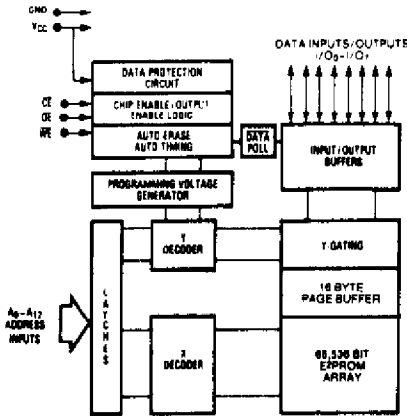 GND
VCC
DATA INPUTS/OUTPUTS
I/O0-I/O7
DATA PROTECTION
CIRCUIT
CE
OE
WE
CHIP ENABLE/OUTPUT
ENABLE LOGIC
AUTO ERASE
AUTO TIMING
DATA
POLL
INPUT/OUTPUT
BUFFERS
PROGRAMMING VOLTAGE
GENERATOR
Y
DECODER
Y-GATING
A0-A12
ADDRESS
INPUTS
LATCHES
16 BYTE
PAGE BUFFER
X
DECODER
65,536 BIT
E2PROM
ARRAY